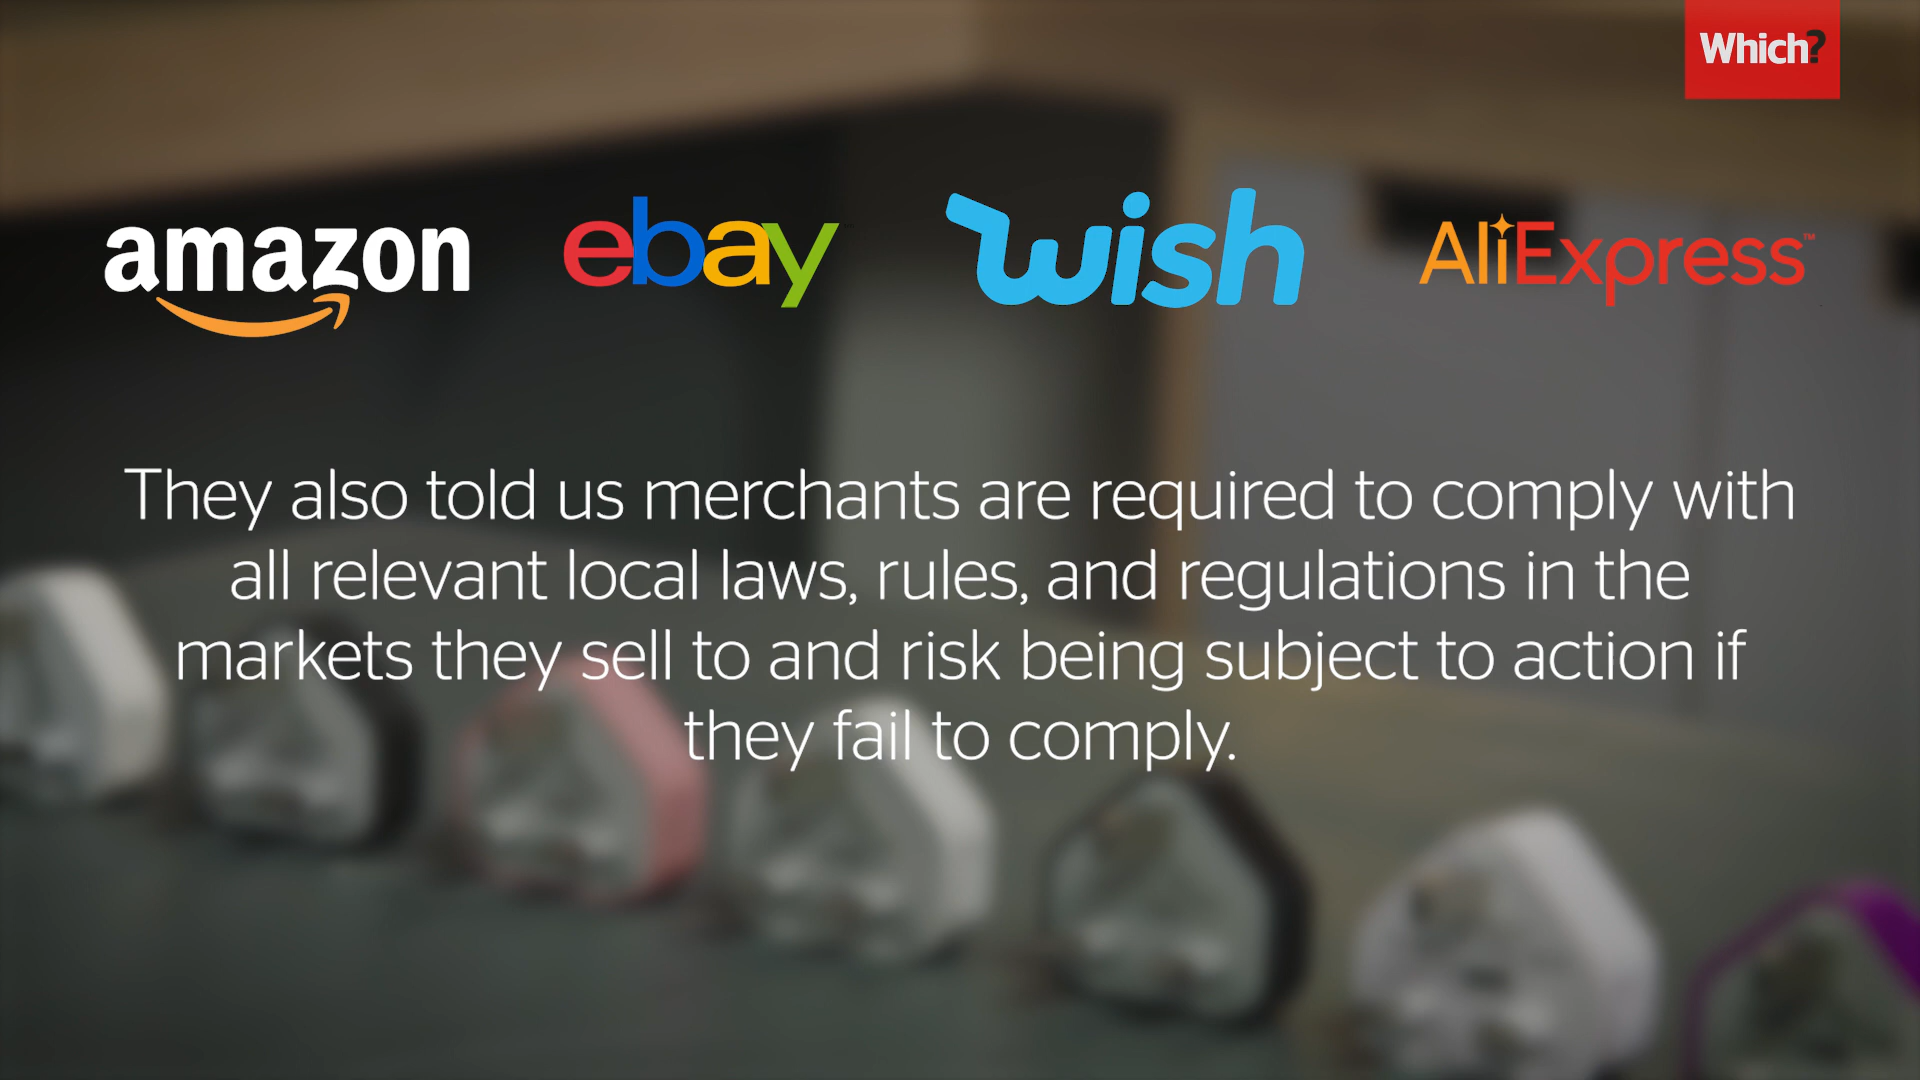 Which?
amazon
ebay
wish
AliExpress™
They also told us merchants are required to comply with
all relevant local laws, rules, and regulations in the
markets they sell to and risk being subject to action if
they fail to comply.